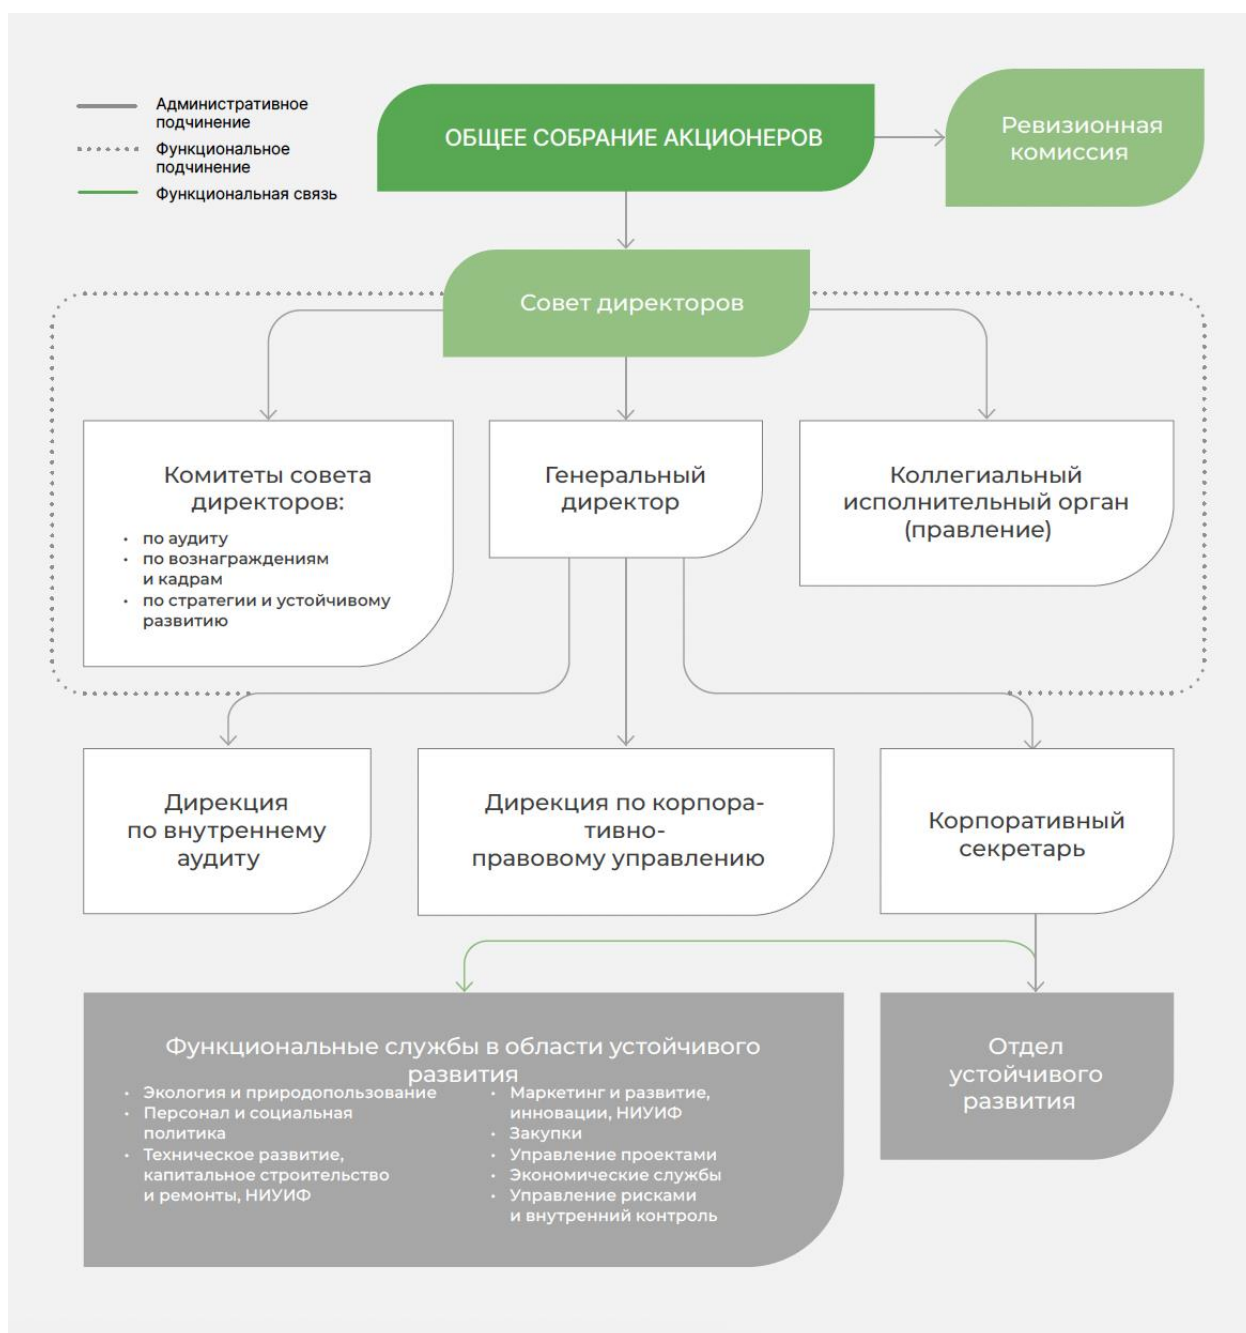 Административное
подчинение
Функциональное
подчинение
Функциональная связь
ОБЩЕЕ СОБРАНИЕ АКЦИОНЕРОВ
Ревизионная
комиссия
Совет директоров
Комитеты совета
директоров:
• по аудиту
• по вознаграждениям
и кадрам
• по стратегии и устойчивому
развитию
Генеральный
директор
Коллегиальный
исполнительный орган
(правление)
Дирекция
по внутреннему
аудиту
Дирекция по корпора-
тивно-
правовому управлению
Корпоративный
секретарь
Функциональные службы в области устойчивого
развития
• Экология и природопользование
• Персонал и социальная
политика
• Техническое развитие,
капитальное строительство
и ремонты, НИУИФ
• Маркетинг и развитие,
инновации, НИУИФ
• Закупки
• Управление проектами
• Экономические службы
• Управление рисками
и внутренний контроль
Отдел
устойчивого
развития